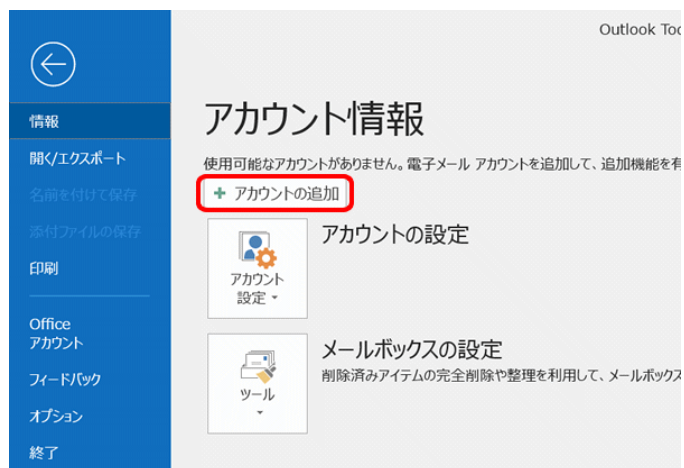 Outlook Tod
情報
開く/エクスポート
名前を付けて保存
添付ファイルの保存
印刷
Office
アカウント
フィードバック
オプション
終了
アカウント情報
使用可能なアカウントがありません。電子メール アカウントを追加して、追加機能を有
+ アカウントの追加
アカウント
設定
アカウントの設定
ツール
メールボックスの設定
削除済みアイテムの完全削除や整理を利用して、メールボックス